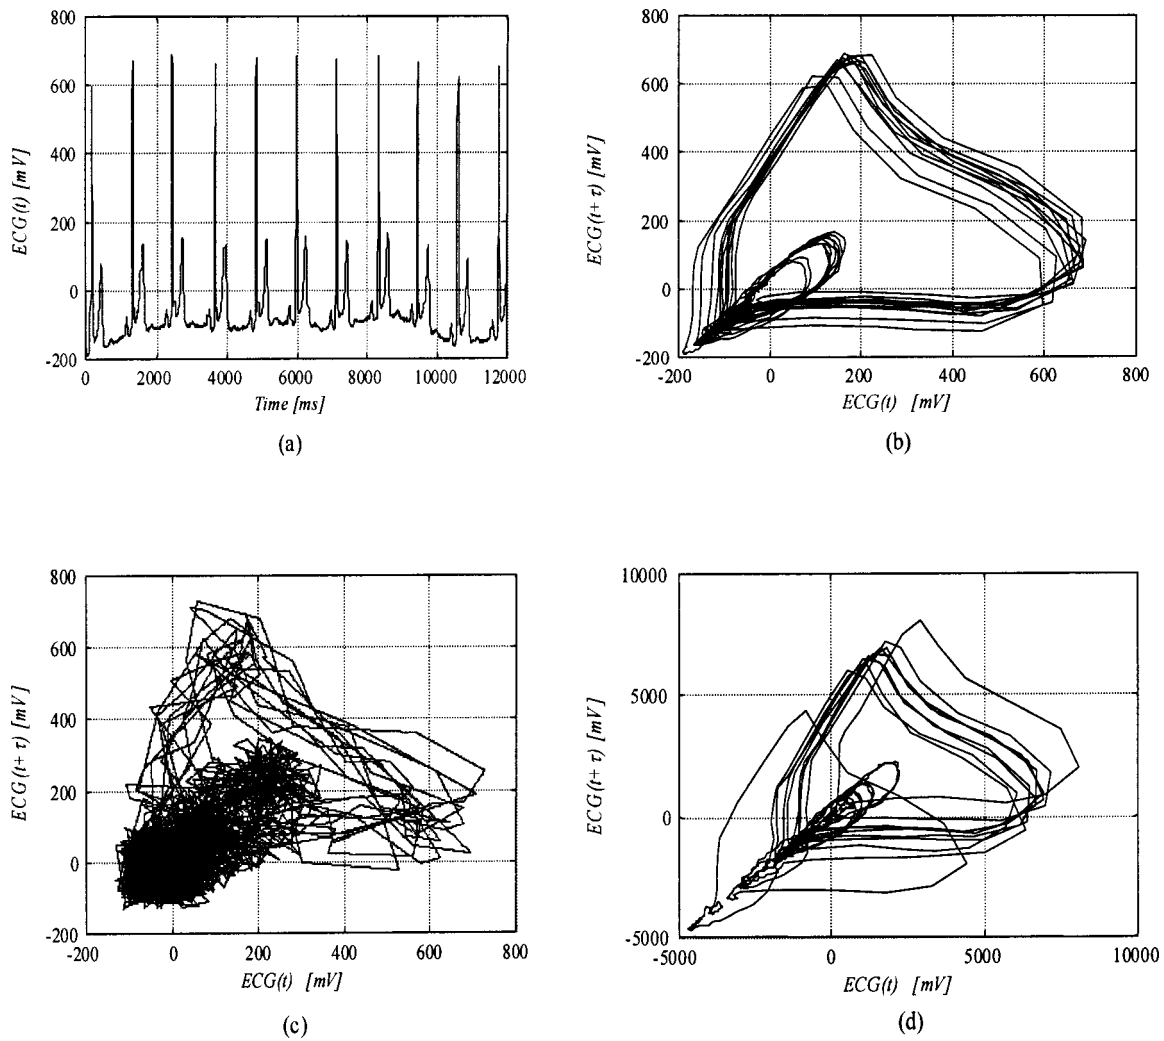 800
600
400
200
0
-200
ECG(t) [mV]
0 2000 4000 6000 8000 10000 12000
Time [ms]
(a)
800
600
400
200
0
-200
ECG(t+ τ) [mV]
-200 0 200 400 600 800
ECG(t) [mV]
(b)
800
600
400
200
0
-200
ECG(t+ τ) [mV]
-200 0 200 400 600 800
ECG(t) [mV]
(c)
10000
5000
0
-5000
ECG(t+ τ) [mV]
-5000 0 5000 10000
ECG(t) [mV]
(d)